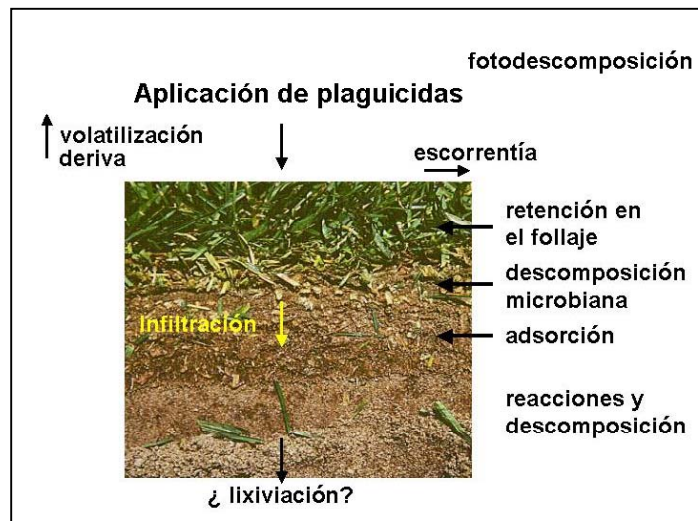 fotodescomposición
Aplicación de plaguicidas
volatilización
deriva
escorrentía
retención en
el follaje
descomposición
microbiana
Infiltración
adsorción
reacciones y
descomposición
¿ lixiviación?